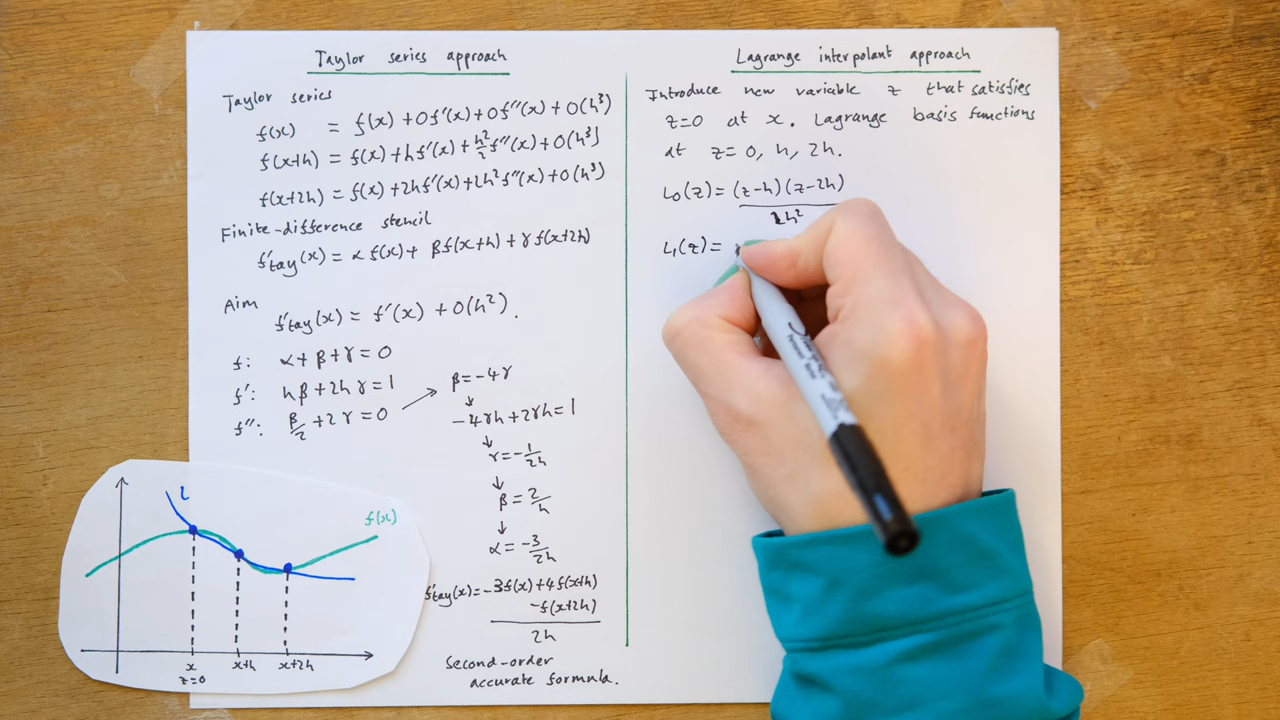 Taylor series approach
Taylor series
f(x) = f(x) + 0f'(x) + 0f''(x) + O(h³)
f(x+h) = f(x) + hf'(x) + h²/2 f''(x) + O(h³)
f(x+2h) = f(x) + 2hf'(x) + 2h²f''(x) + O(h³)
Finite-difference stencil
f'tay(x) = α f(x) + βf(x+h) + γf(x+2h)
Aim
f'tay(x) = f'(x) + O(h²).
f: α + β + γ = 0
f': hβ + 2hγ = 1
f'': β/2 + 2γ = 0
→ β = -4γ
↓
-4γh + 2γh = 1
↓
γ = -1/2h
↓
β = 2/h
↓
α = -3/2h
f'tay(x) = -3f(x) + 4f(x+h)
-f(x+2h)
2h
Second-order
accurate formula.
Lagrange interpolant approach
Introduce new variable z that satisfies
z=0 at x. Lagrange basis functions
at z=0, h, 2h.
L₀(z) = (z-h)(z-2h)
2h²
L₁(z) =
L
f(x)
x x+h x+2h
z=0